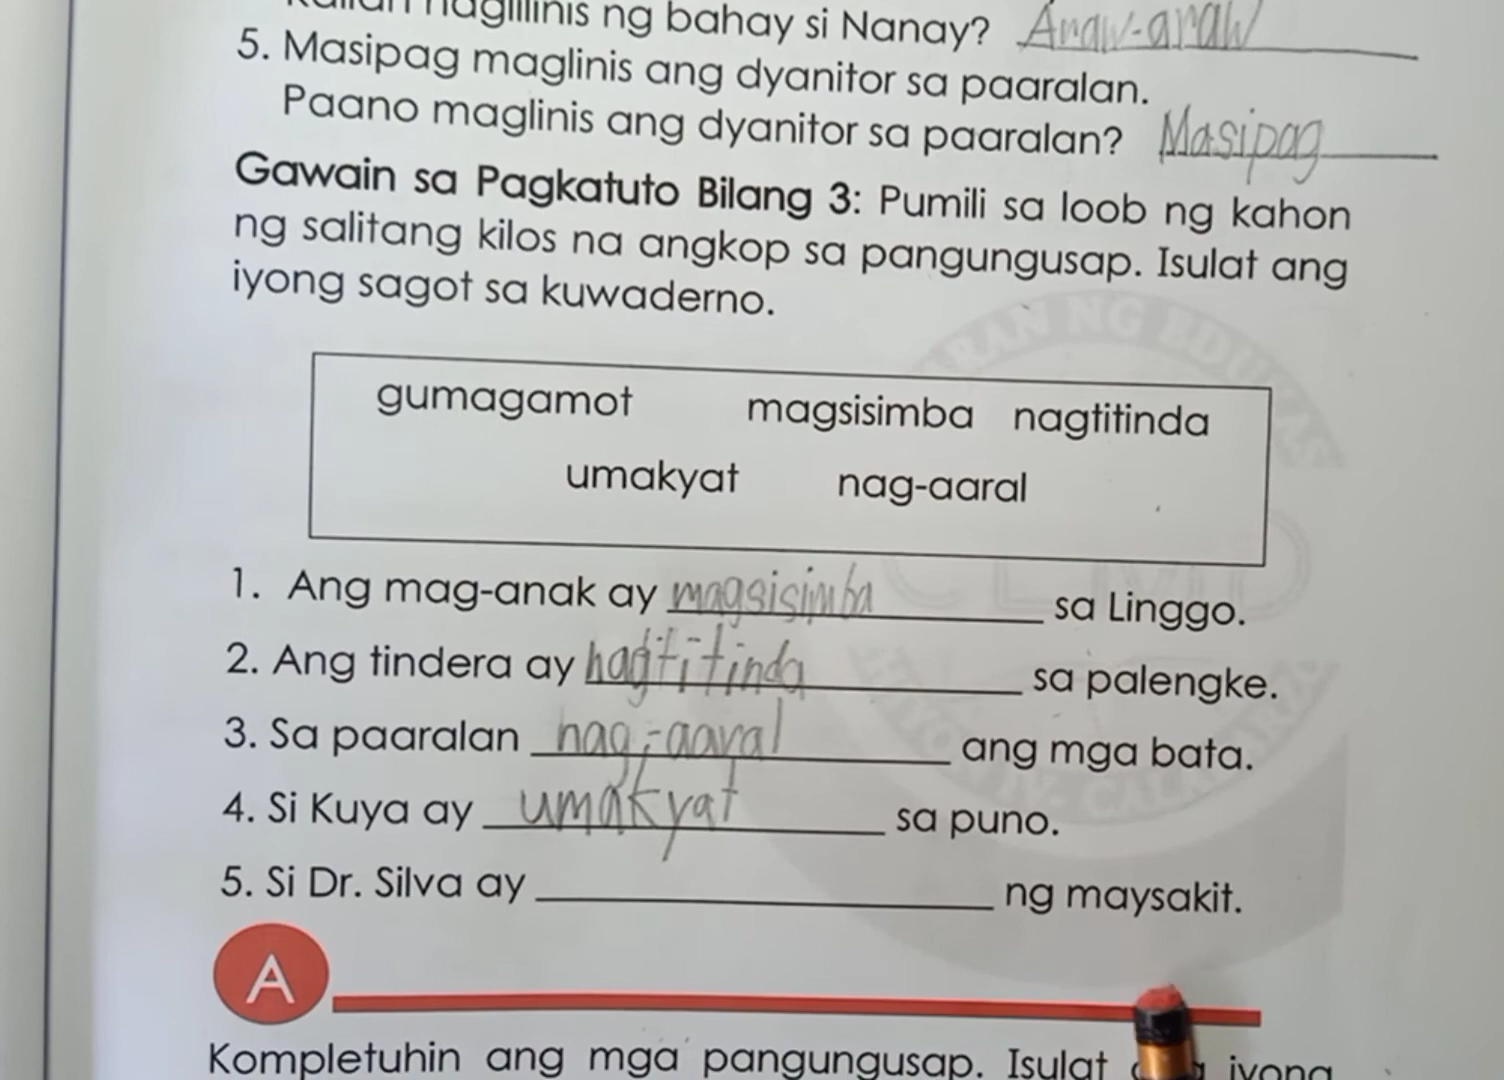 naglilinis ng bahay si Nanay? Araw-araw
5. Masipag maglinis ang dyanitor sa paaralan.
Paano maglinis ang dyanitor sa paaralan? Masipag
Gawain sa Pagkatuto Bilang 3: Pumili sa loob ng kahon
ng salitang kilos na angkop sa pangungusap. Isulat ang
iyong sagot sa kuwaderno.
gumagamot magsisimba nagtitinda
umakyat nag-aaral
1. Ang mag-anak ay magsisimba sa Linggo.
2. Ang tindera ay nagtitinda sa palengke.
3. Sa paaralan nag-aaral ang mga bata.
4. Si Kuya ay umakyat sa puno.
5. Si Dr. Silva ay ng maysakit.
A
Kompletuhin ang mga pangungusap. Isulat iyong